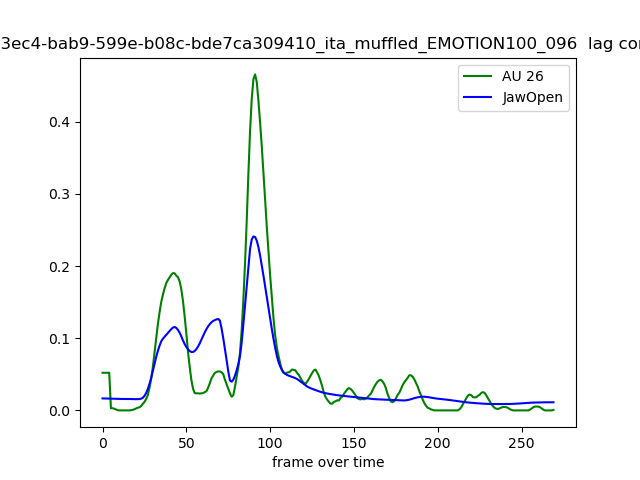 3ec4-bab9-599e-b08c-bde7ca309410_ita_muffled_EMOTION100_096 lag
AU 26
JawOpen
0.4
0.3
0.2
0.1
0.0
0 50 100 150 200 250
frame over time